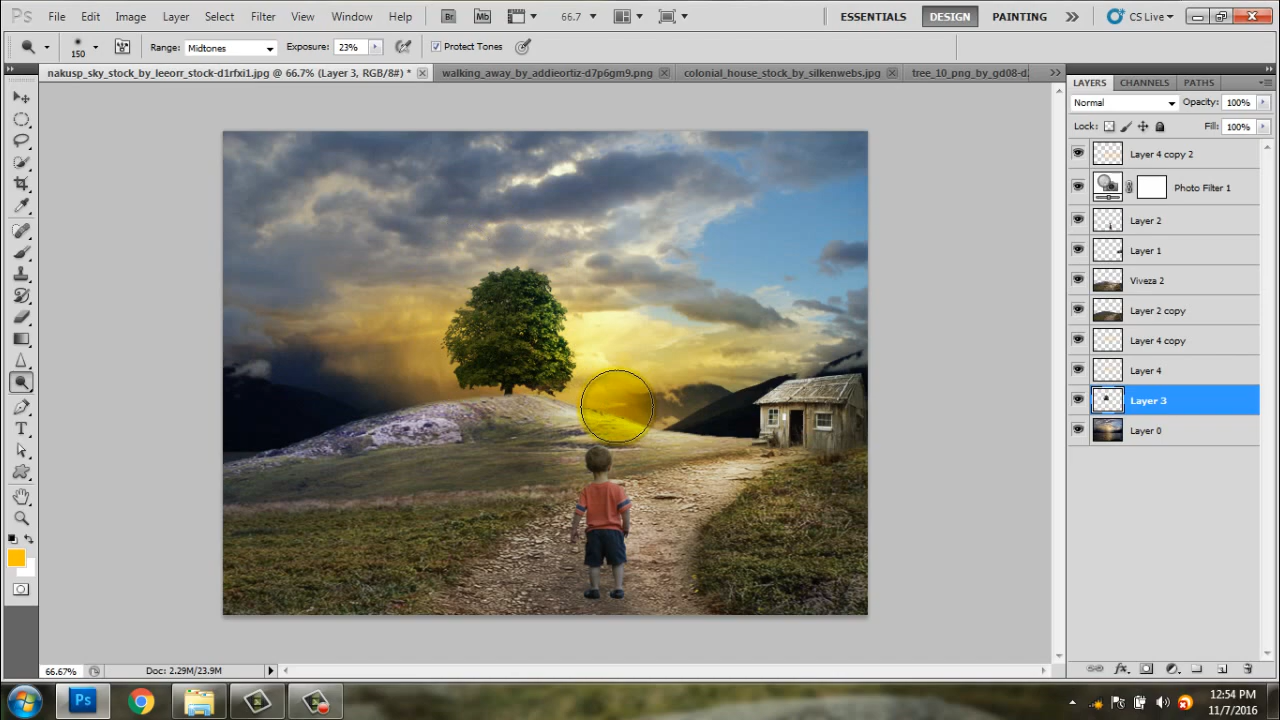 Ps File Edit Image Layer Select Filter View Window Help Br Mb 66.7 ESSENTIALS DESIGN PAINTING CS Live
150 Range: Midtones Exposure: 23% Protect Tones
nakusp_sky_stock_by_leeorr_stock-d1rfxi1.jpg @ 66.7% (Layer 3, RGB/8#) * walking_away_by_addieortiz-d7p6gm9.png colonial_house_stock_by_silkenwebs.jpg tree_10_png_by_gd08-d
LAYERS CHANNELS PATHS
Normal Opacity: 100%
Lock: Fill: 100%
Layer 4 copy 2
Photo Filter 1
Layer 2
Layer 1
Viveza 2
Layer 2 copy
Layer 4 copy
Layer 4
Layer 3
Layer 0
66.67% Doc: 2.29M/23.9M
Ps 12:54 PM
11/7/2016